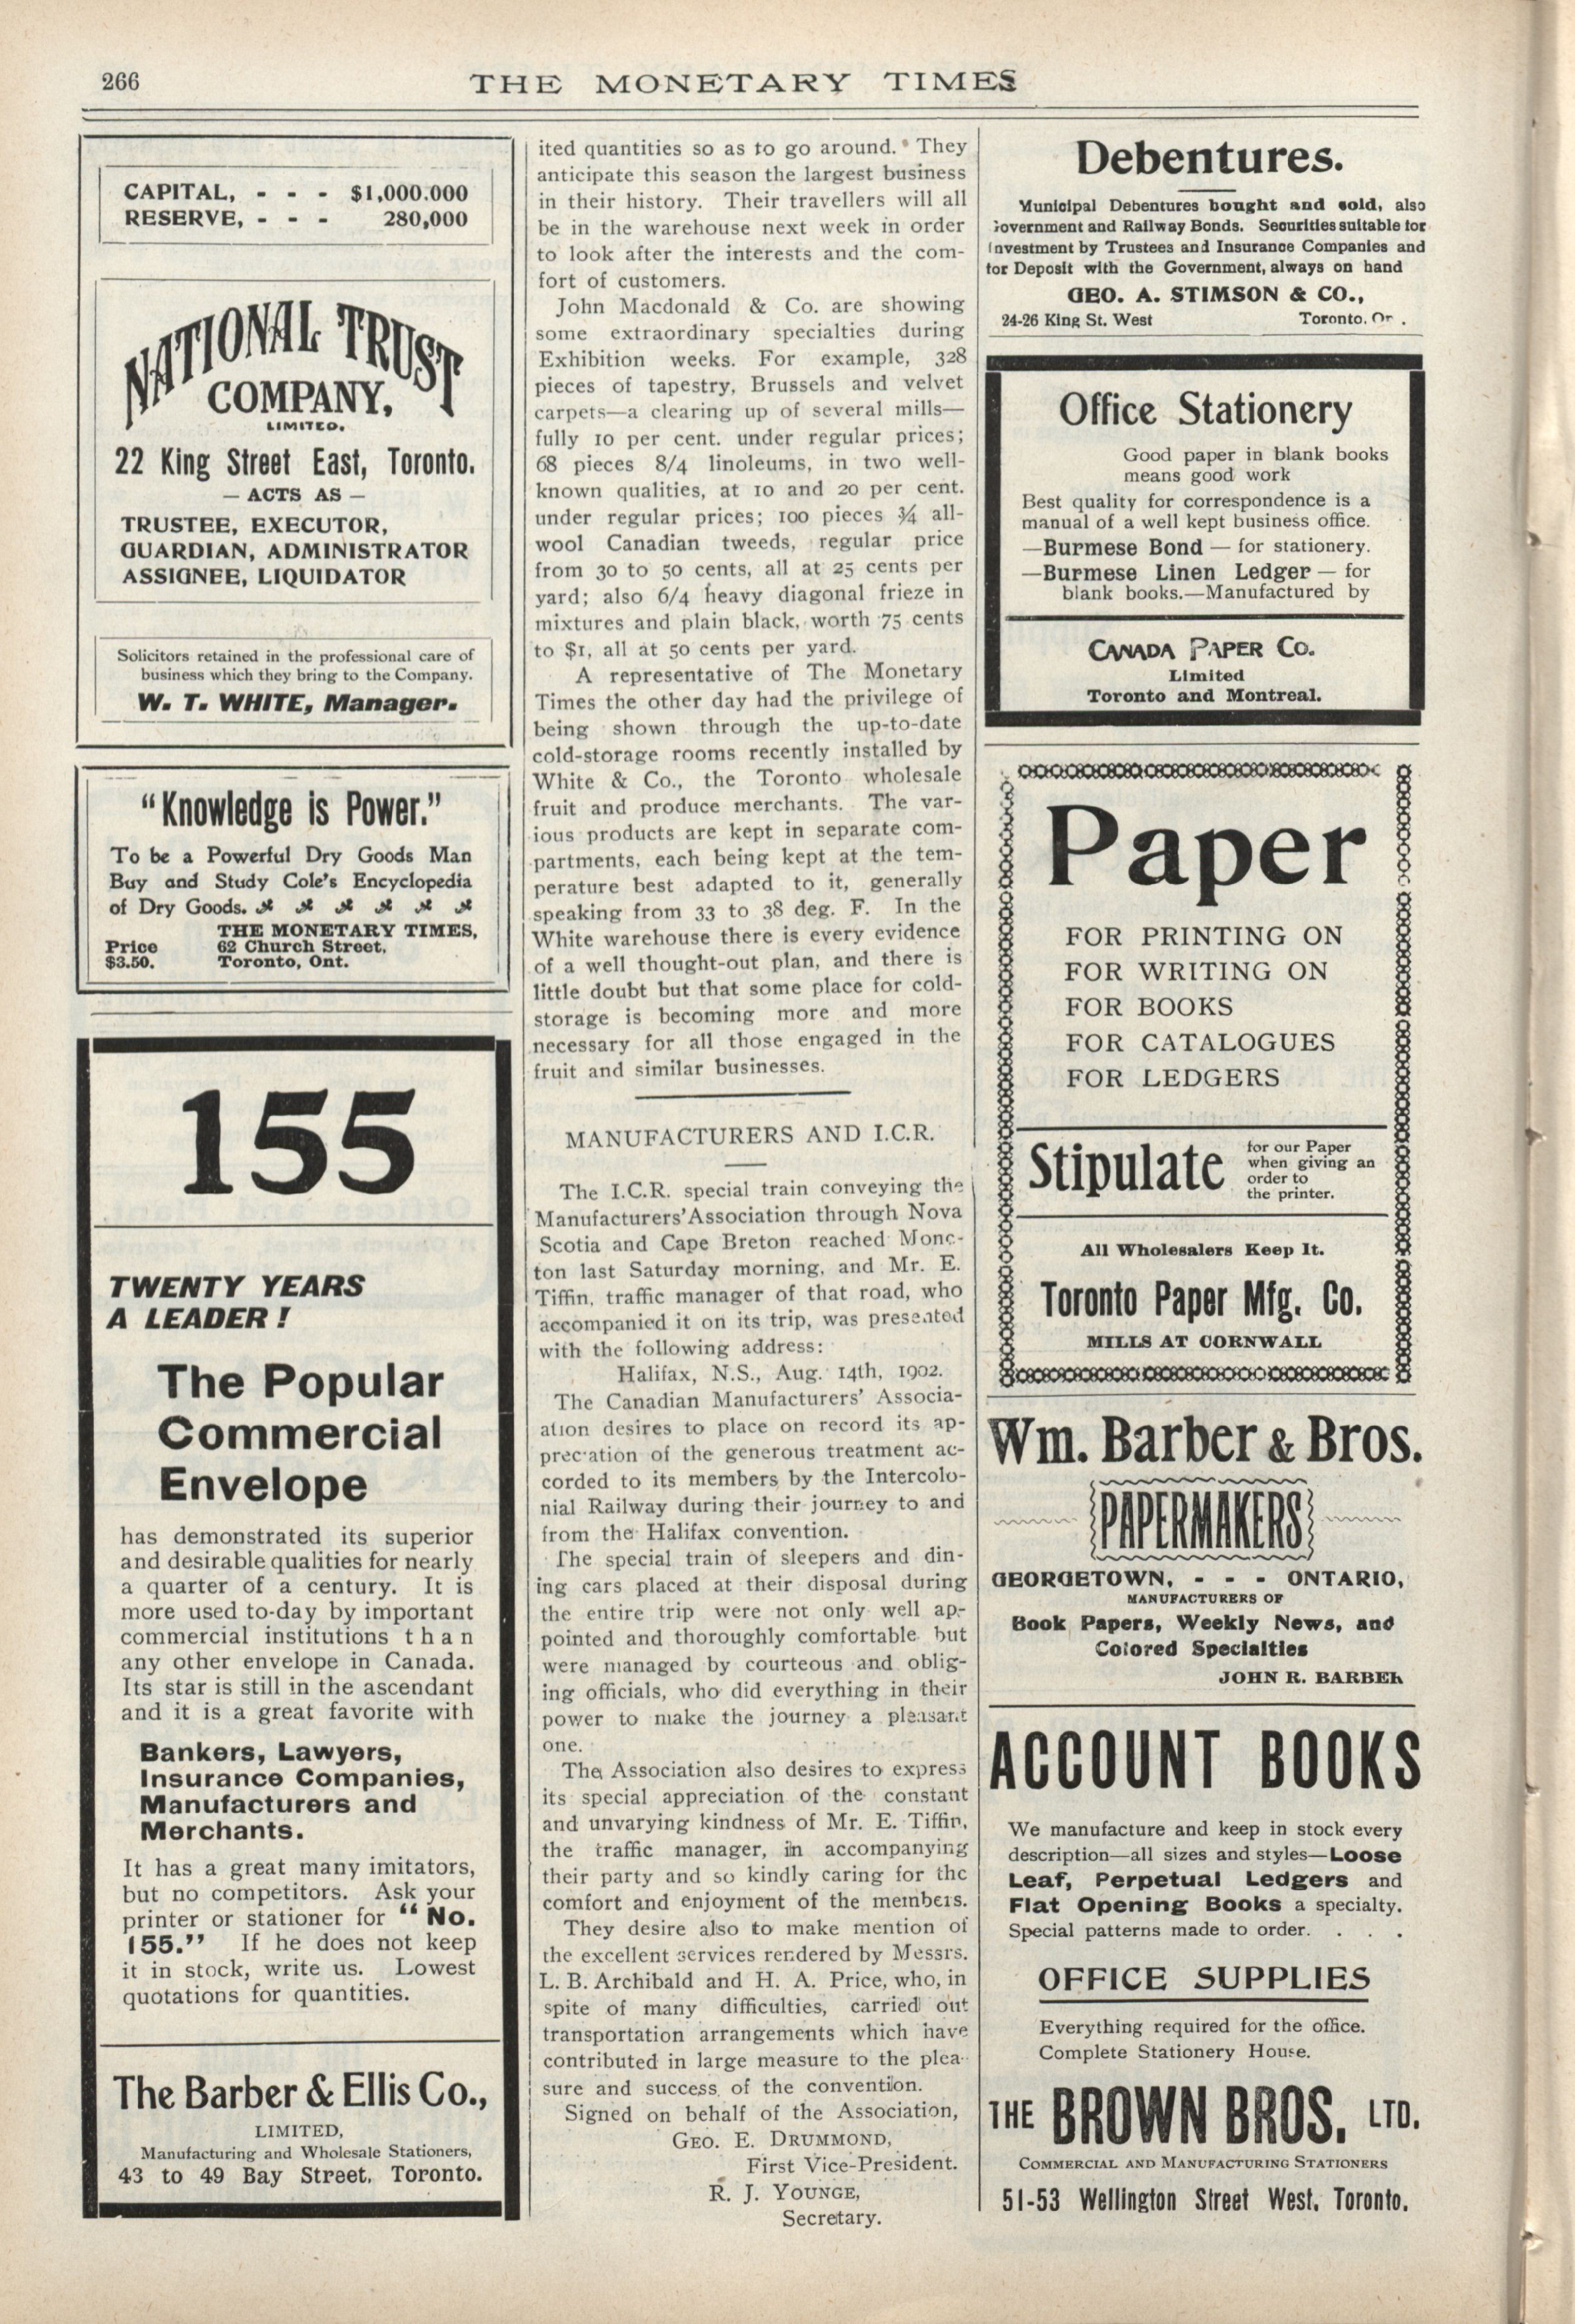 266
THE MONETARY TIMES
CAPITAL, - - - $1,000.000
RESERVE, - - - 280,000
NATIONAL TRUST
COMPANY,
LIMITED.
22 King Street East, Toronto.
— ACTS AS —
TRUSTEE, EXECUTOR,
GUARDIAN, ADMINISTRATOR
ASSIGNEE, LIQUIDATOR
Solicitors retained in the professional care of
business which they bring to the Company.
W. T. WHITE, Manager.
"Knowledge is Power."
To be a Powerful Dry Goods Man
Buy and Study Cole's Encyclopedia
of Dry Goods.
THE MONETARY TIMES,
Price 62 Church Street,
$3.50. Toronto, Ont.
155
TWENTY YEARS
A LEADER !
The Popular
Commercial
Envelope
has demonstrated its superior
and desirable qualities for nearly
a quarter of a century. It is
more used to-day by important
commercial institutions than
any other envelope in Canada.
Its star is still in the ascendant
and it is a great favorite with
Bankers, Lawyers,
Insurance Companies,
Manufacturers and
Merchants.
It has a great many imitators,
but no competitors. Ask your
printer or stationer for "No.
155." If he does not keep
it in stock, write us. Lowest
quotations for quantities.
The Barber & Ellis Co.,
LIMITED,
Manufacturing and Wholesale Stationers,
43 to 49 Bay Street, Toronto.
ited quantities so as to go around. They
anticipate this season the largest business
in their history. Their travellers will all
be in the warehouse next week in order
to look after the interests and the com-
fort of customers.
John Macdonald & Co. are showing
some extraordinary specialties during
Exhibition weeks. For example, 328
pieces of tapestry, Brussels and velvet
carpets—a clearing up of several mills—
fully 10 per cent. under regular prices;
68 pieces 8/4 linoleums, in two well-
known qualities, at 10 and 20 per cent.
under regular prices; 100 pieces ¾ all-
wool Canadian tweeds, regular price
from 30 to 50 cents, all at 25 cents per
yard; also 6/4 heavy diagonal frieze in
mixtures and plain black, worth 75 cents
to $1, all at 50 cents per yard.
A representative of The Monetary
Times the other day had the privilege of
being shown through the up-to-date
cold-storage rooms recently installed by
White & Co., the Toronto wholesale
fruit and produce merchants. The var-
ious products are kept in separate com-
partments, each being kept at the tem-
perature best adapted to it, generally
speaking from 33 to 38 deg. F. In the
White warehouse there is every evidence
of a well thought-out plan, and there is
little doubt but that some place for cold-
storage is becoming more and more
necessary for all those engaged in the
fruit and similar businesses.
MANUFACTURERS AND I.C.R.
The I.C.R. special train conveying the
Manufacturers' Association through Nova
Scotia and Cape Breton reached Monc-
ton last Saturday morning, and Mr. E.
Tiffin, traffic manager of that road, who
accompanied it on its trip, was presented
with the following address:
Halifax, N.S., Aug. 14th, 1902.
The Canadian Manufacturers' Associa-
ation desires to place on record its ap-
preciation of the generous treatment ac-
corded to its members by the Intercolo-
nial Railway during their journey to and
from the Halifax convention.
The special train of sleepers and din-
ing cars placed at their disposal during
the entire trip were not only well ap-
pointed and thoroughly comfortable but
were managed by courteous and oblig-
ing officials, who did everything in their
power to make the journey a pleasant
one.
The Association also desires to express
its special appreciation of the constant
and unvarying kindness of Mr. E. Tiffin,
the traffic manager, in accompanying
their party and so kindly caring for the
comfort and enjoyment of the members.
They desire also to make mention of
the excellent services rendered by Messrs.
L. B. Archibald and H. A. Price, who, in
spite of many difficulties, carried out
transportation arrangements which have
contributed in large measure to the plea-
sure and success of the convention.
Signed on behalf of the Association,
GEO. E. DRUMMOND,
First Vice-President.
R. J. YOUNGE,
Secretary.
Debentures.
Municipal Debentures bought and sold, also
Government and Railway Bonds. Securities suitable for
Investment by Trustees and Insurance Companies and
for Deposit with the Government, always on hand
GEO. A. STIMSON & CO.,
24-26 King St. West Toronto, On .
Office Stationery
Good paper in blank books
means good work
Best quality for correspondence is a
manual of a well kept business office.
—Burmese Bond — for stationery.
—Burmese Linen Ledger — for
blank books.—Manufactured by
CANADA PAPER CO.
Limited
Toronto and Montreal.
Paper
FOR PRINTING ON
FOR WRITING ON
FOR BOOKS
FOR CATALOGUES
FOR LEDGERS
Stipulate for our Paper
when giving an
order to
the printer.
All Wholesalers Keep It.
Toronto Paper Mfg. Co.
MILLS AT CORNWALL
Wm. Barber & Bros.
PAPERMAKERS
GEORGETOWN, - - - ONTARIO,
MANUFACTURERS OF
Book Papers, Weekly News, and
Colored Specialties
JOHN R. BARBER
ACCOUNT BOOKS
We manufacture and keep in stock every
description—all sizes and styles—Loose
Leaf, Perpetual Ledgers and
Flat Opening Books a specialty.
Special patterns made to order. . . .
OFFICE SUPPLIES
Everything required for the office.
Complete Stationery House.
THE BROWN BROS. LTD.
COMMERCIAL AND MANUFACTURING STATIONERS
51-53 Wellington Street West, Toronto.